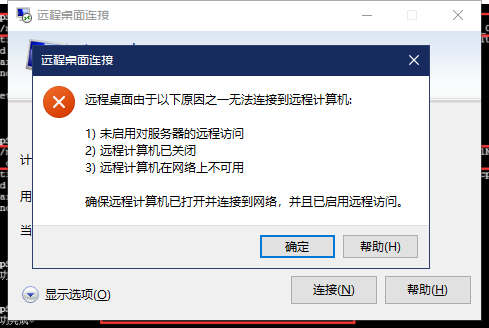 远程桌面连接
远程桌面连接
远程桌面由于以下原因之一无法连接到远程计算机:
1) 未启用对服务器的远程访问
2) 远程计算机已关闭
3) 远程计算机在网络上不可用
确保远程计算机已打开并连接到网络，并且已启用远程访问。
计
用
当
确定
帮助(H)
显示选项(O)
连接(N)
帮助(H)